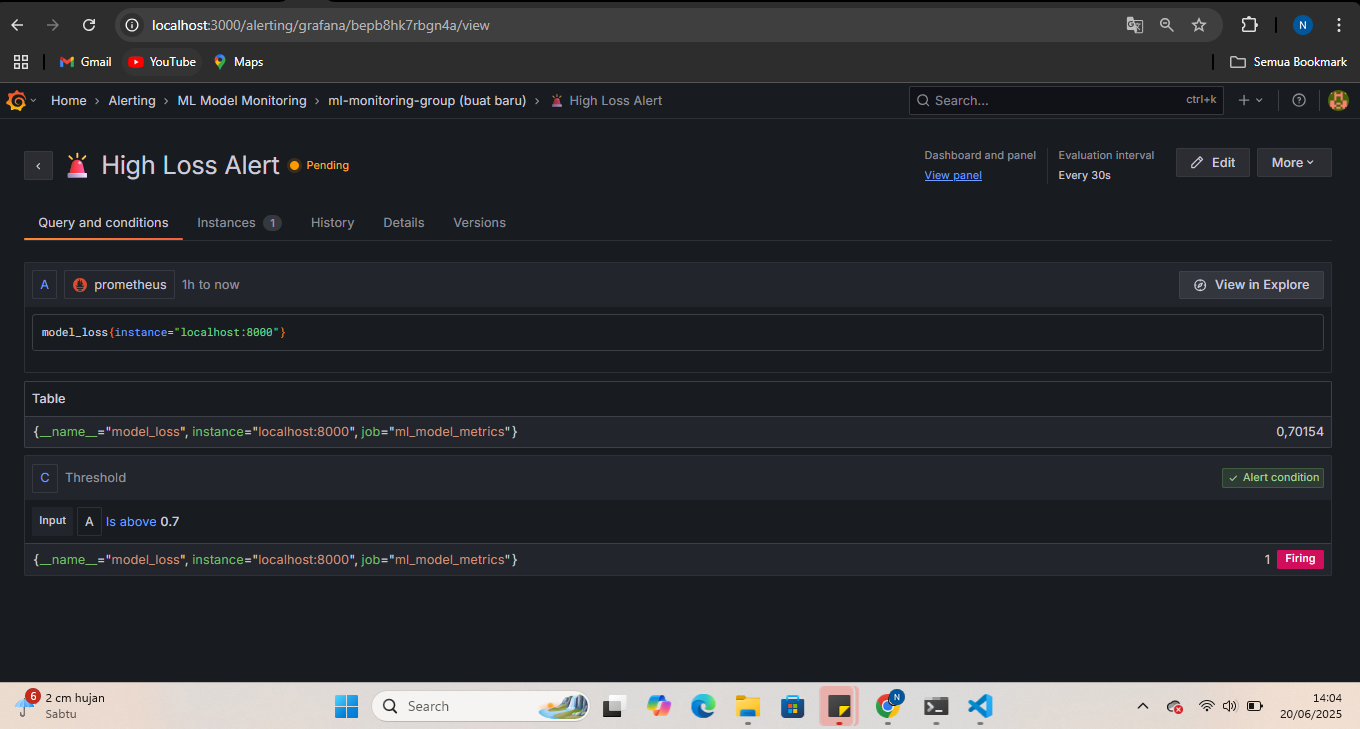 localhost:3000/alerting/grafana/bepb8hk7rbgn4a/view
N
Gmail YouTube Maps Semua Bookmark
Home › Alerting › ML Model Monitoring › ml-monitoring-group (buat baru) › High Loss Alert
Search... ctrl+k
High Loss Alert Pending
Dashboard and panel
View panel
Evaluation interval
Every 30s
Edit
More
Query and conditions Instances 1 History Details Versions
A prometheus 1h to now View in Explore
model_loss{instance="localhost:8000"}
Table
{__name__="model_loss", instance="localhost:8000", job="ml_model_metrics"} 0,70154
C Threshold Alert condition
Input A Is above 0.7
{__name__="model_loss", instance="localhost:8000", job="ml_model_metrics"} 1 Firing
6
2 cm hujan
Sabtu
Search
N
14:04
20/06/2025